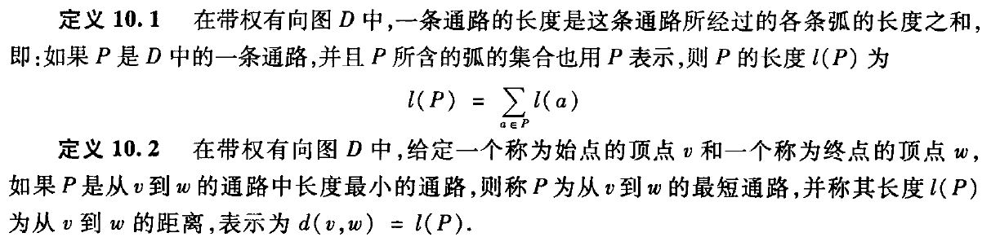 定义 10.1 在带权有向图 D 中,一条通路的长度是这条通路所经过的各条弧的长度之和,
即:如果 P 是 D 中的一条通路,并且 P 所含的弧的集合也用 P 表示,则 P 的长度 l(P) 为
l(P) = ∑_{a∈P} l(a)
定义 10.2 在带权有向图 D 中,给定一个称为始点的顶点 v 和一个称为终点的顶点 w,
如果 P 是从 v 到 w 的通路中长度最小的通路,则称 P 为从 v 到 w 的最短通路,并称其长度 l(P)
为从 v 到 w 的距离,表示为 d(v,w) = l(P).